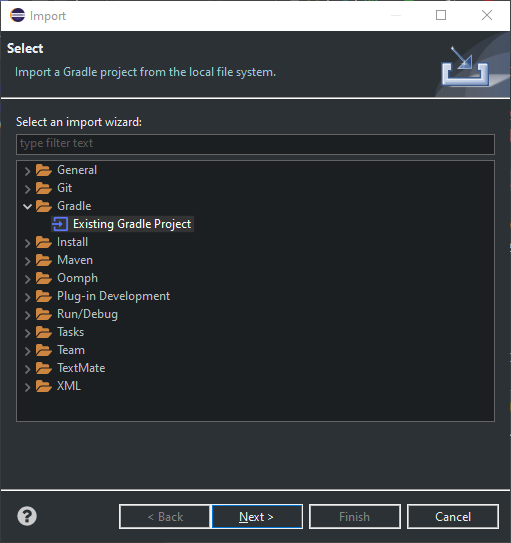 Import
Select
Import a Gradle project from the local file system.
Select an import wizard:
type filter text
General
Git
Gradle
Existing Gradle Project
Install
Maven
Oomph
Plug-in Development
Run/Debug
Tasks
Team
TextMate
XML
? < Back Next > Finish Cancel